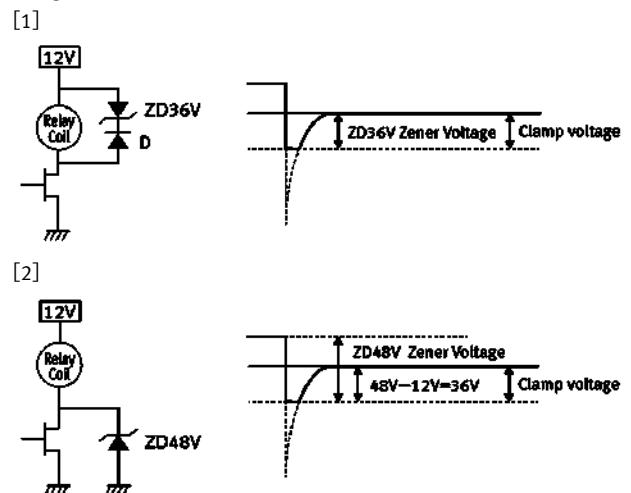 [1]
12V
Relay
Coil
ZD36V
D
ZD36V Zener Voltage
Clamp voltage
[2]
12V
Relay
Coil
ZD48V
ZD48V Zener Voltage
48V−12V=36V
Clamp voltage